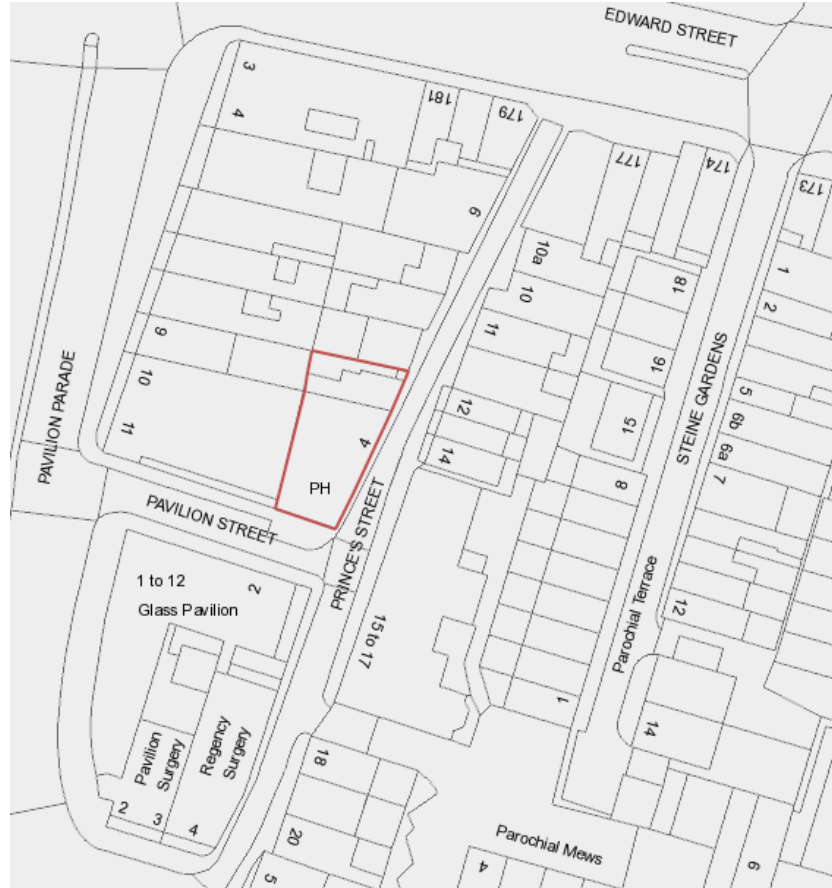 EDWARD STREET
3
181
179
4
177
174
173
6
10a
18
1
10
2
11
16
9
PAVILION PARADE
10
STEINE GARDENS
5
12
6b
15
11
4
6a
14
7
8
PH
PAVILION STREET
PRINCE'S STREET
1 to 12
Glass Pavilion
2
12
Parochial Terrace
15 to 17
1
14
Pavilion
Surgery
Regency
Surgery
18
2
3
4
20
Parochial Mews
5
4
6